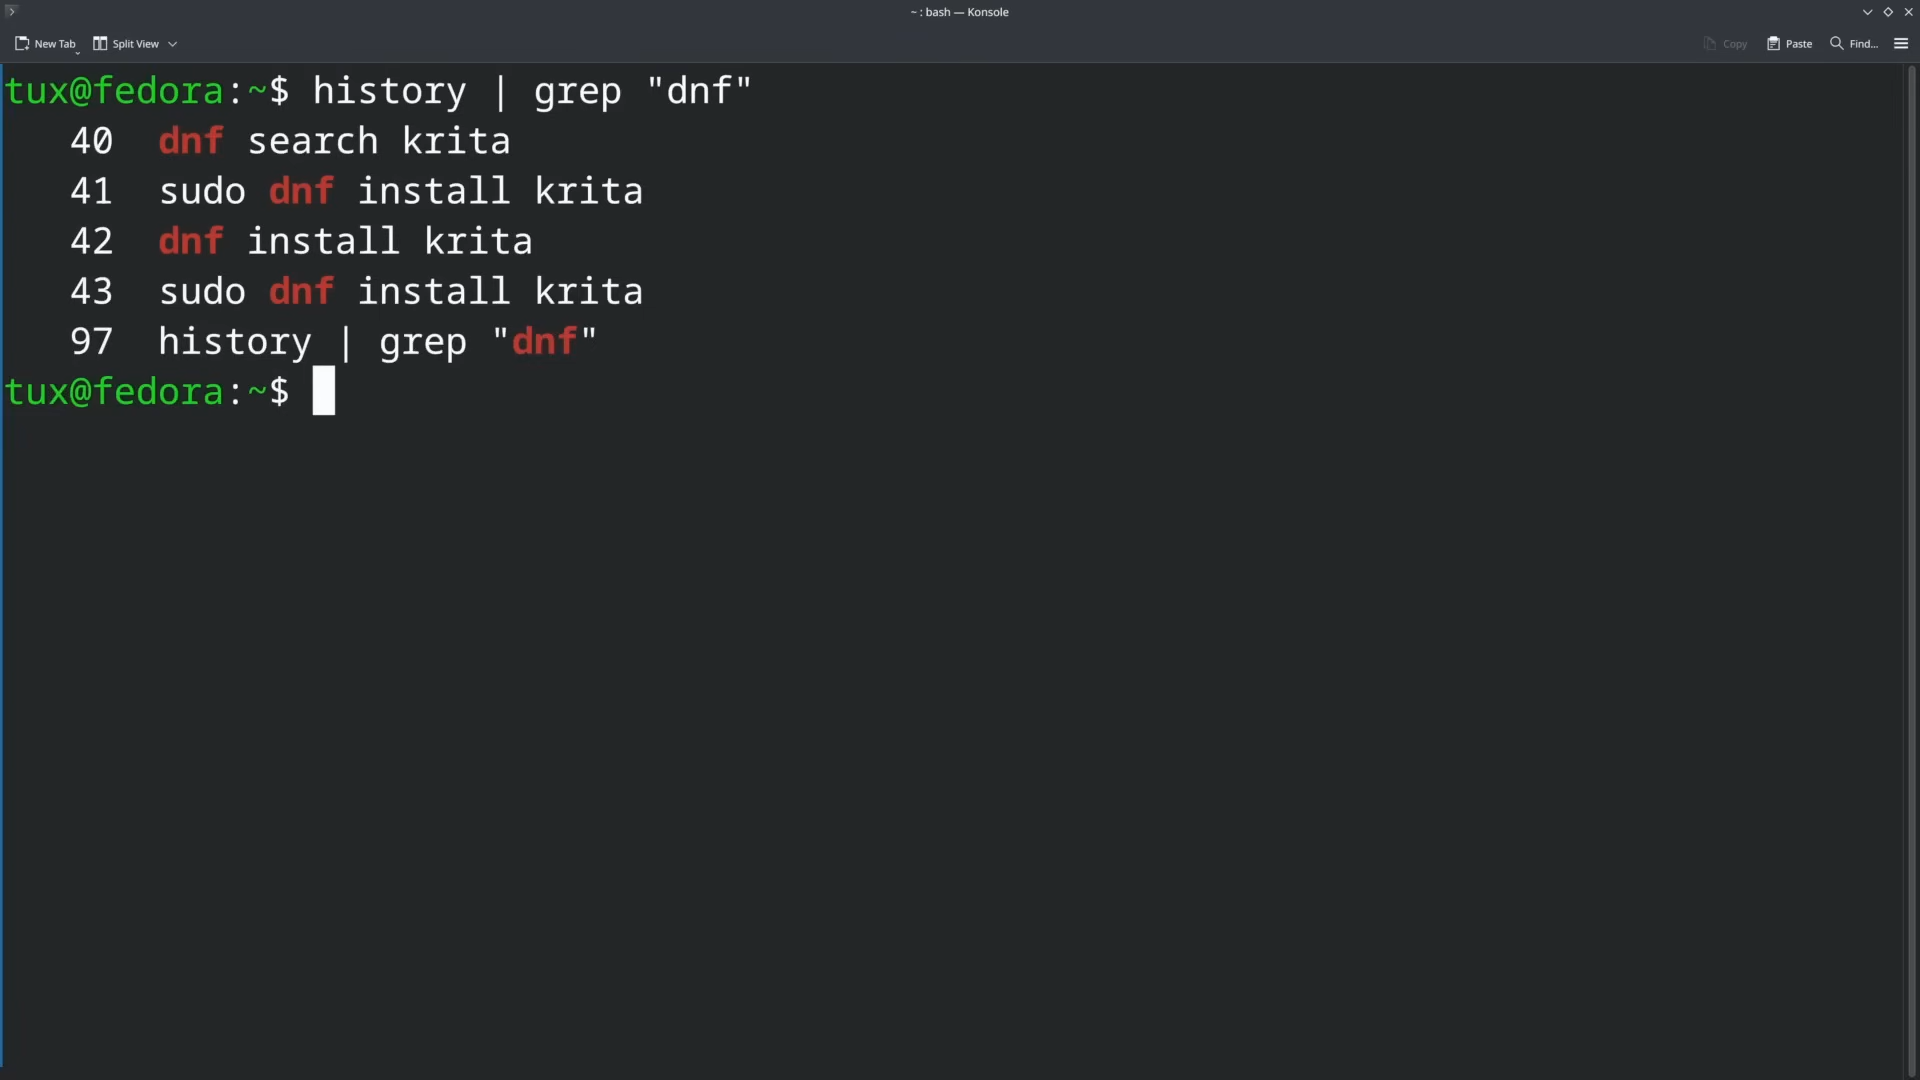 ~ : bash — Konsole
New Tab Split View Copy Paste Find...
tux@fedora:~$ history | grep "dnf"
40 dnf search krita
41 sudo dnf install krita
42 dnf install krita
43 sudo dnf install krita
97 history | grep "dnf"
tux@fedora:~$